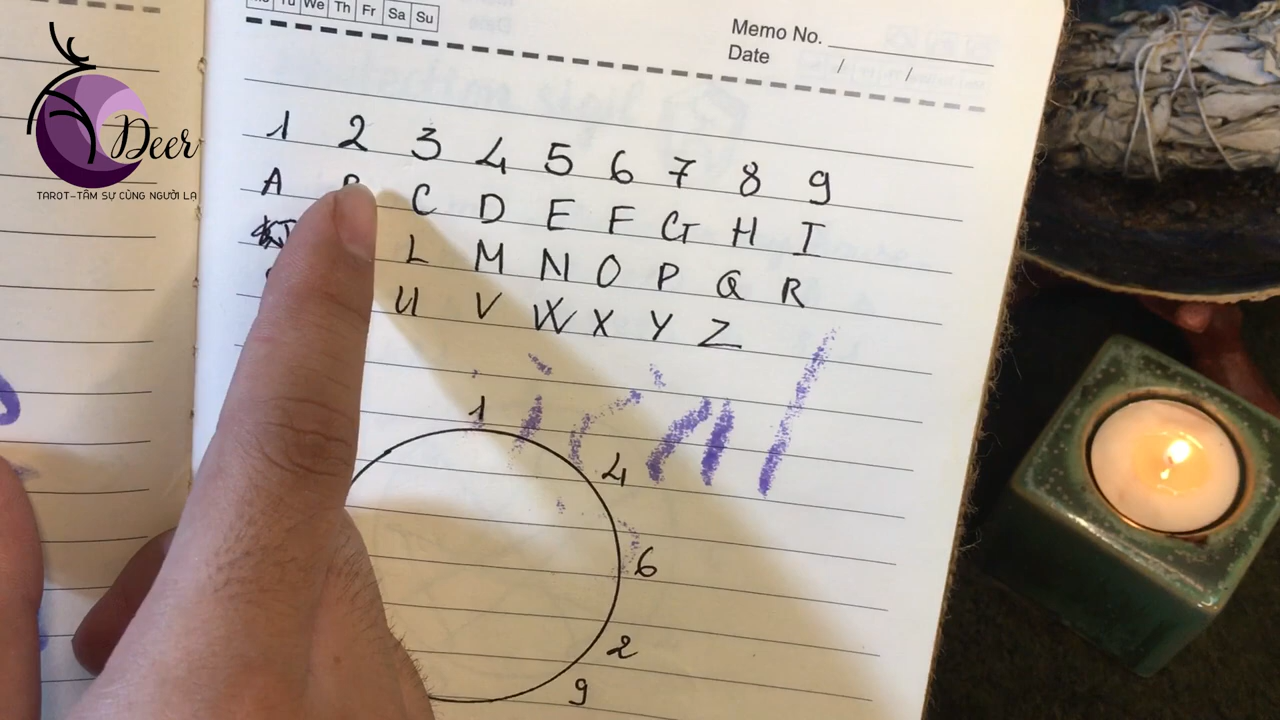 We Th Fr Sa Su
Memo No.
Date / /
Deer
TAROT-TÂM SỰ CÙNG NGƯỜI LẠ
1 2 3 4 5 6 7 8 9
A C D E F G H I
J L M N O P Q R
U V W X Y Z
1
4
6
2
9